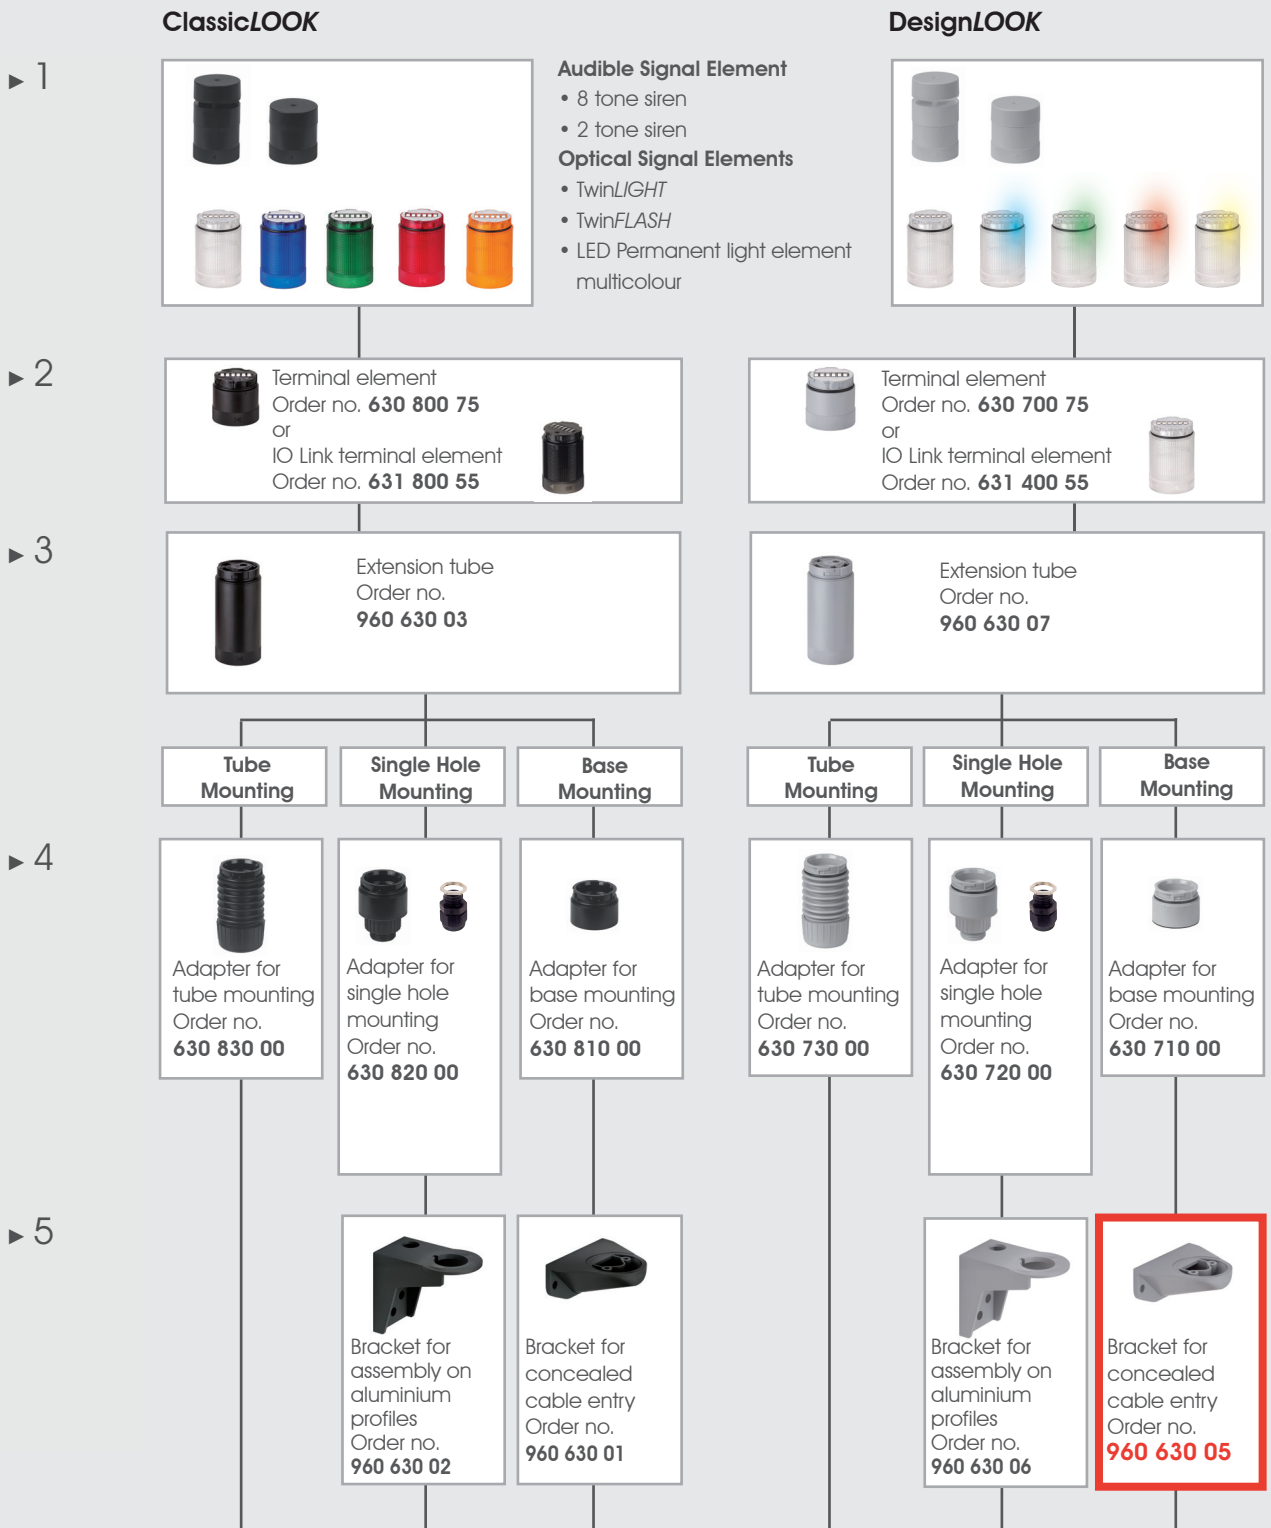 ClassicLOOK
DesignLOOK
► 1
Audible Signal Element
• 8 tone siren
• 2 tone siren
Optical Signal Elements
• TwinLIGHT
• TwinFLASH
• LED Permanent light element
multicolour
► 2
Terminal element
Order no. 630 800 75
or
IO Link terminal element
Order no. 631 800 55
Terminal element
Order no. 630 700 75
or
IO Link terminal element
Order no. 631 400 55
► 3
Extension tube
Order no.
960 630 03
Extension tube
Order no.
960 630 07
Tube
Mounting
Single Hole
Mounting
Base
Mounting
Tube
Mounting
Single Hole
Mounting
Base
Mounting
► 4
Adapter for
tube mounting
Order no.
630 830 00
Adapter for
single hole
mounting
Order no.
630 820 00
Adapter for
base mounting
Order no.
630 810 00
Adapter for
tube mounting
Order no.
630 730 00
Adapter for
single hole
mounting
Order no.
630 720 00
Adapter for
base mounting
Order no.
630 710 00
► 5
Bracket for
assembly on
aluminium
profiles
Order no.
960 630 02
Bracket for
concealed
cable entry
Order no.
960 630 01
Bracket for
assembly on
aluminium
profiles
Order no.
960 630 06
Bracket for
concealed
cable entry
Order no.
960 630 05